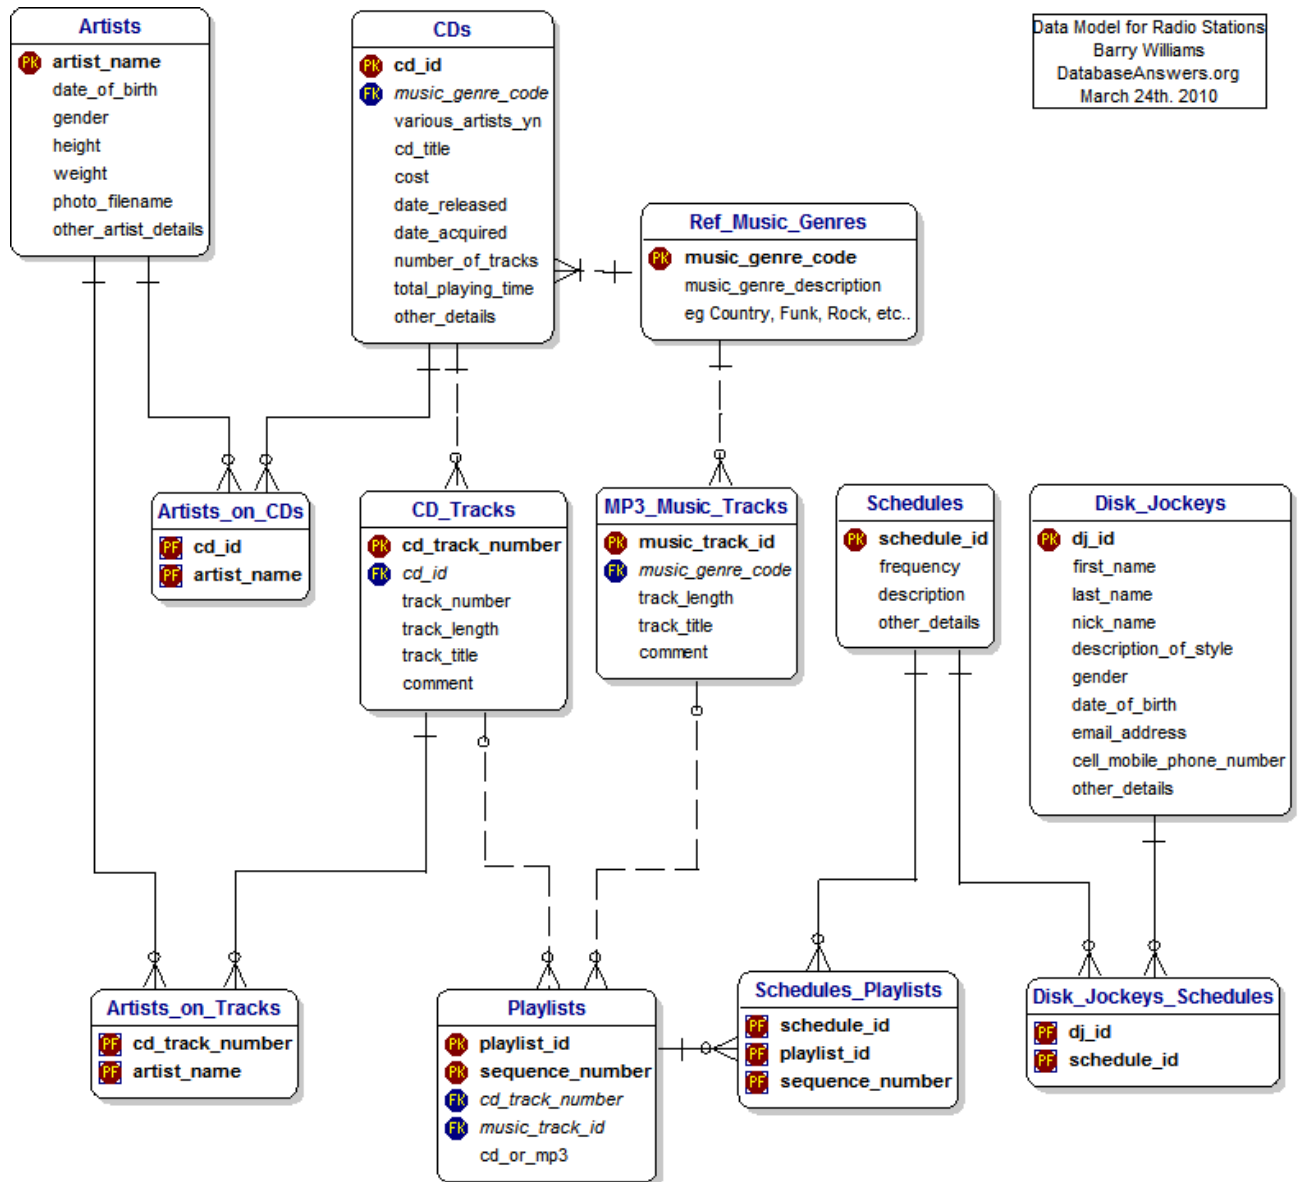 Artists
PK artist_name
date_of_birth
gender
height
weight
photo_filename
other_artist_details
CDs
PK cd_id
FK music_genre_code
various_artists_yn
cd_title
cost
date_released
date_acquired
number_of_tracks
total_playing_time
other_details
Data Model for Radio Stations
Barry Williams
DatabaseAnswers.org
March 24th. 2010
Ref_Music_Genres
PK music_genre_code
music_genre_description
eg Country, Funk, Rock, etc..
Artists_on_CDs
PF cd_id
PF artist_name
CD_Tracks
PK cd_track_number
FK cd_id
track_number
track_length
track_title
comment
MP3_Music_Tracks
PK music_track_id
FK music_genre_code
track_length
track_title
comment
Schedules
PK schedule_id
frequency
description
other_details
Disk_Jockeys
PK dj_id
first_name
last_name
nick_name
description_of_style
gender
date_of_birth
email_address
cell_mobile_phone_number
other_details
Artists_on_Tracks
PF cd_track_number
PF artist_name
Playlists
PK playlist_id
PK sequence_number
FK cd_track_number
FK music_track_id
cd_or_mp3
Schedules_Playlists
PF schedule_id
PF playlist_id
PF sequence_number
Disk_Jockeys_Schedules
PF dj_id
PF schedule_id